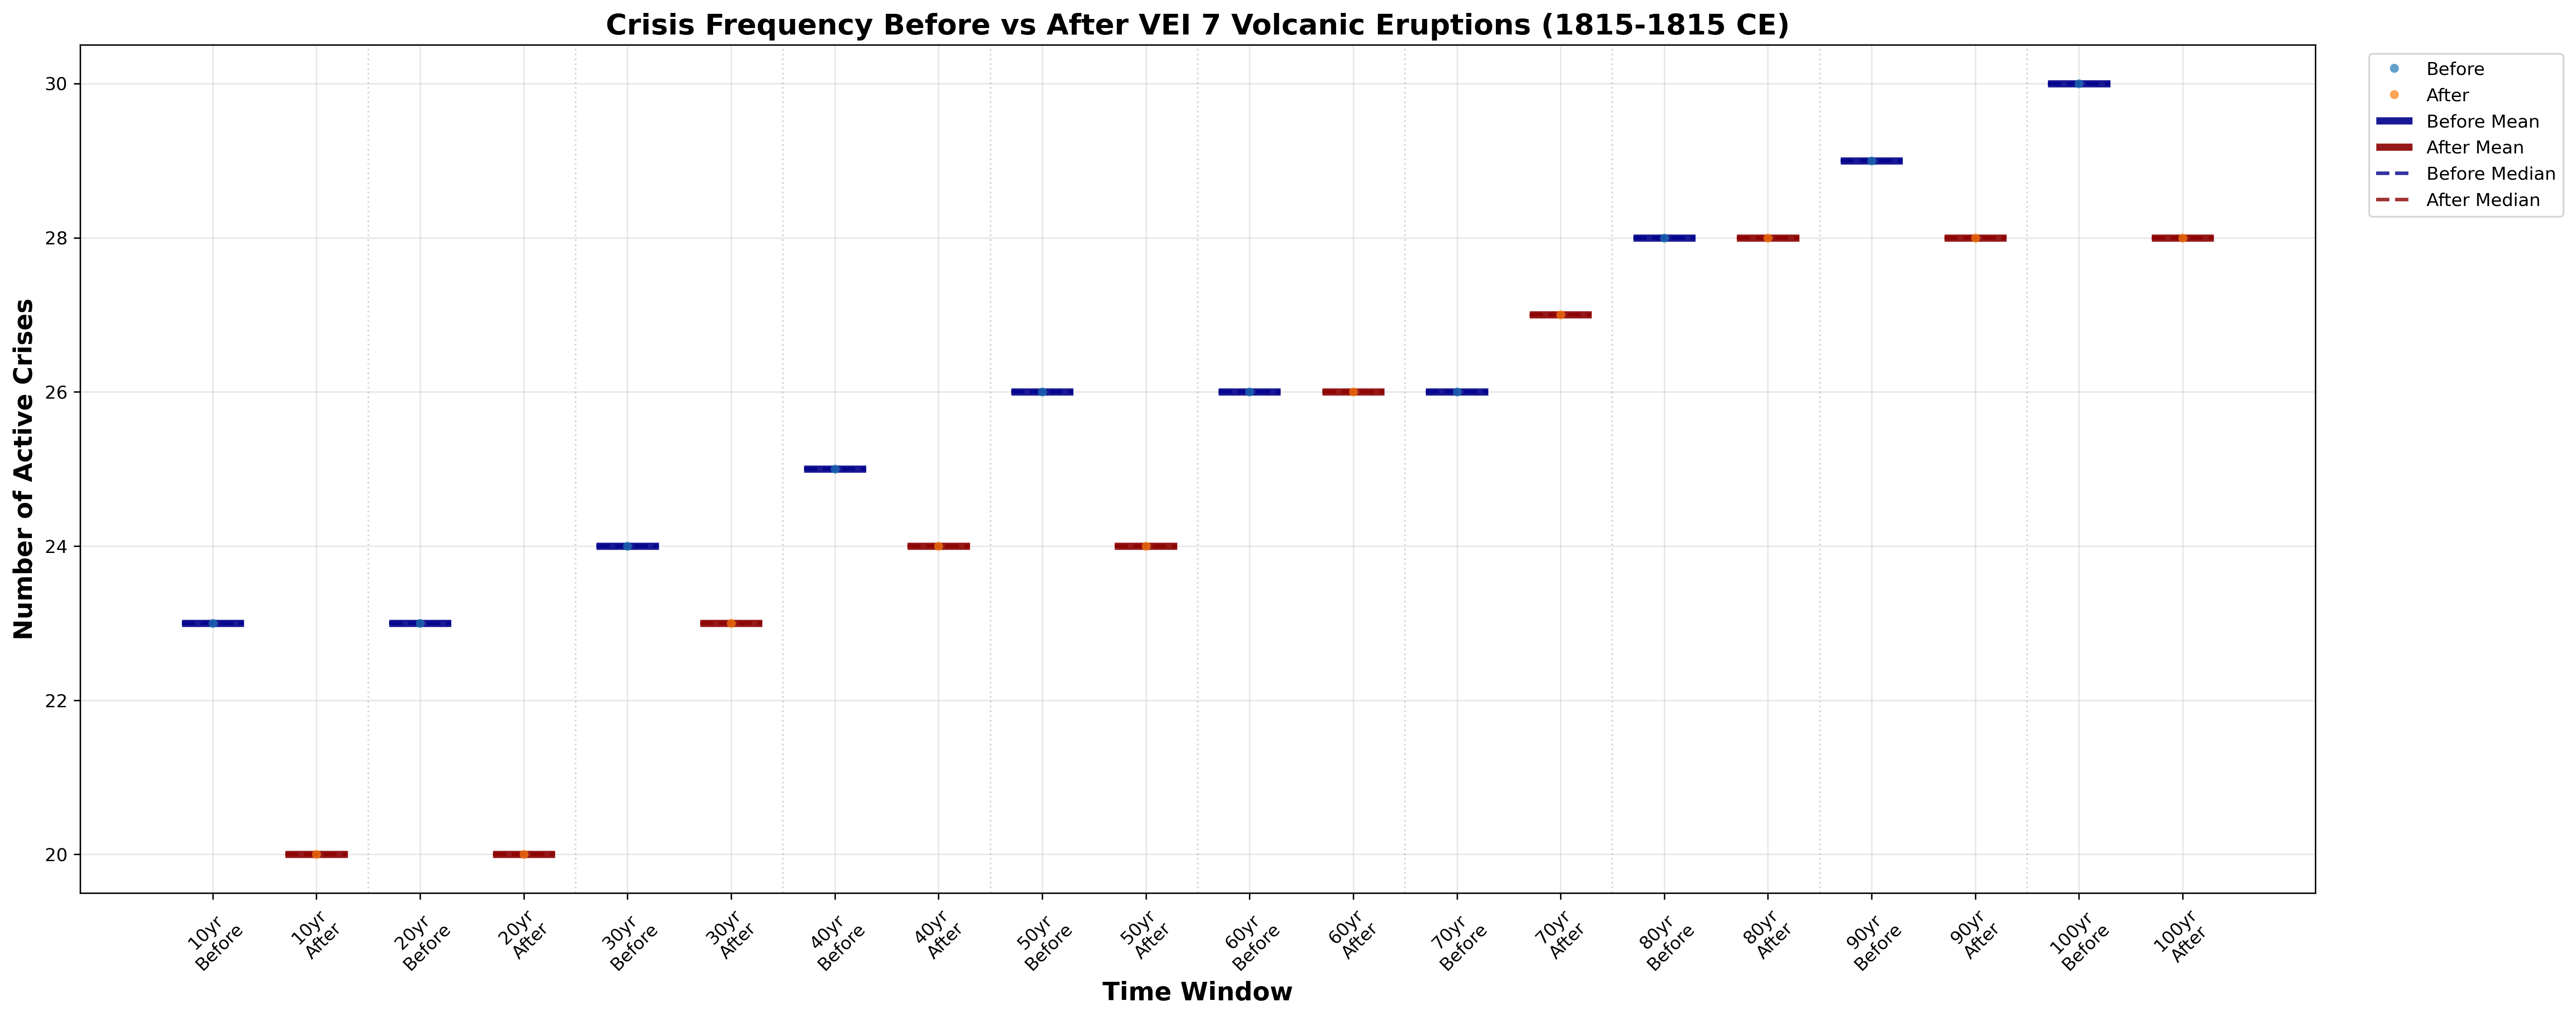 Crisis Frequency Before vs After VEI 7 Volcanic Eruptions (1815-1815 CE)
Number of Active Crises
30
28
26
24
22
20
10yr
Before
10yr
After
20yr
Before
20yr
After
30yr
Before
30yr
After
40yr
Before
40yr
After
50yr
Before
50yr
After
60yr
Before
60yr
After
70yr
Before
70yr
After
80yr
Before
80yr
After
90yr
Before
90yr
After
100yr
Before
100yr
After
Time Window
Before
After
Before Mean
After Mean
Before Median
After Median